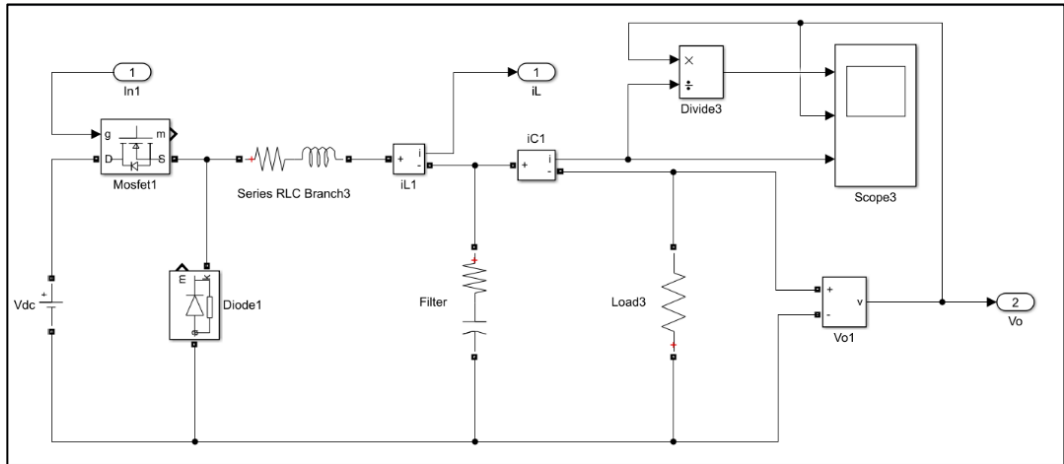 1
In1
g
m
D
S
Mosfet1
Series RLC Branch3
+
i
-
iL1
1
iL
iC1
+
i
-
×
÷
Divide3
Scope3
Vdc
+
m
k
a
Diode1
+
Filter
Load3
+
+
-
v
Vo1
2
Vo